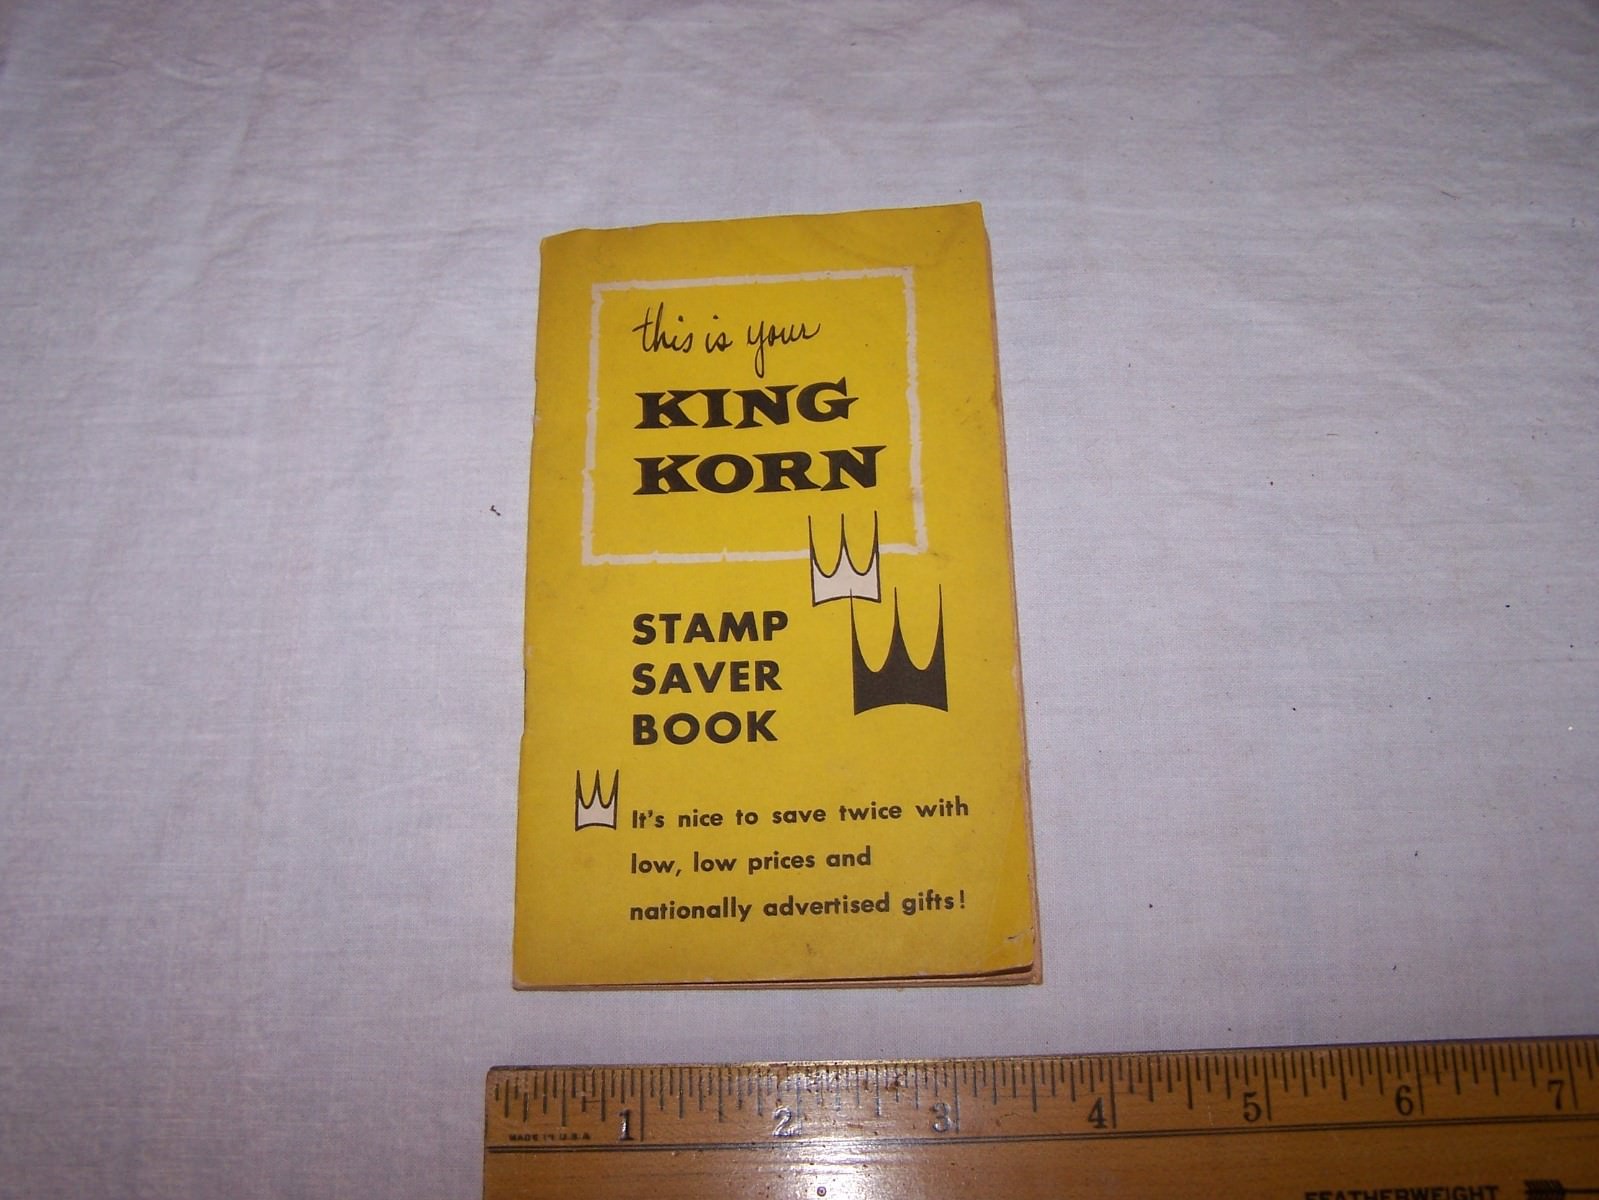 this is your
KING
KORN
STAMP
SAVER
BOOK
It's nice to save twice with
low, low prices and
nationally advertised gifts!
1 2 3 4 5 6 7
MADE IN U.S.A
FEATHERWEIGHT